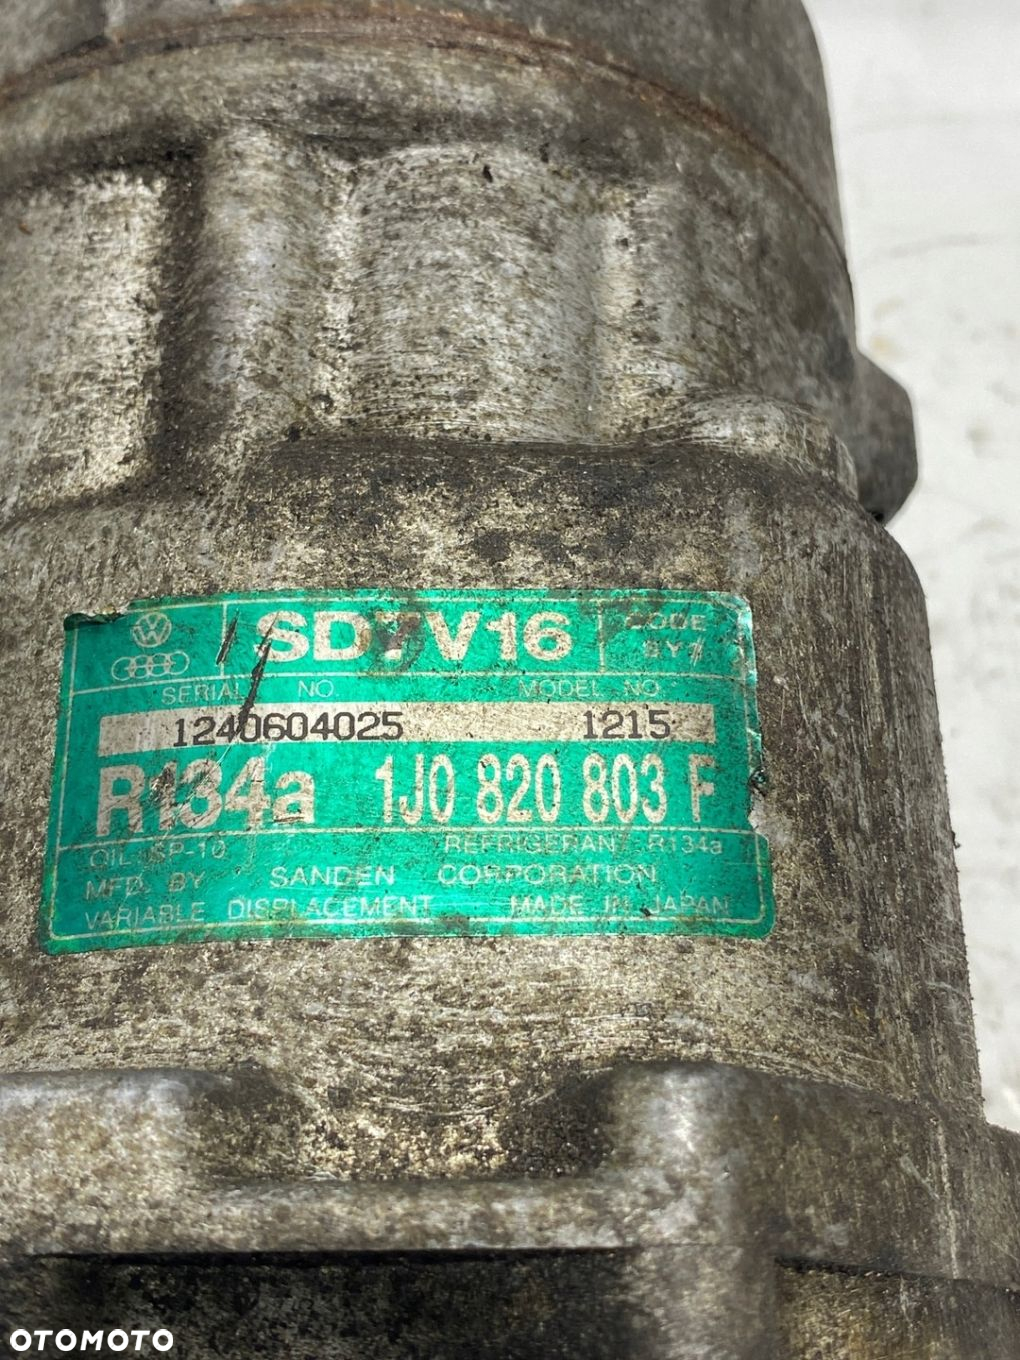 SD7V16 CODE
BY7
SERIAL NO. MODEL NO.
1240604025 1215
R134a 1J0 820 803 F
OIL SP-10 REFRIGERANT R134a
MFD. BY SANDEN CORPORATION
VARIABLE DISPLACEMENT MADE IN JAPAN
OTOMOTO